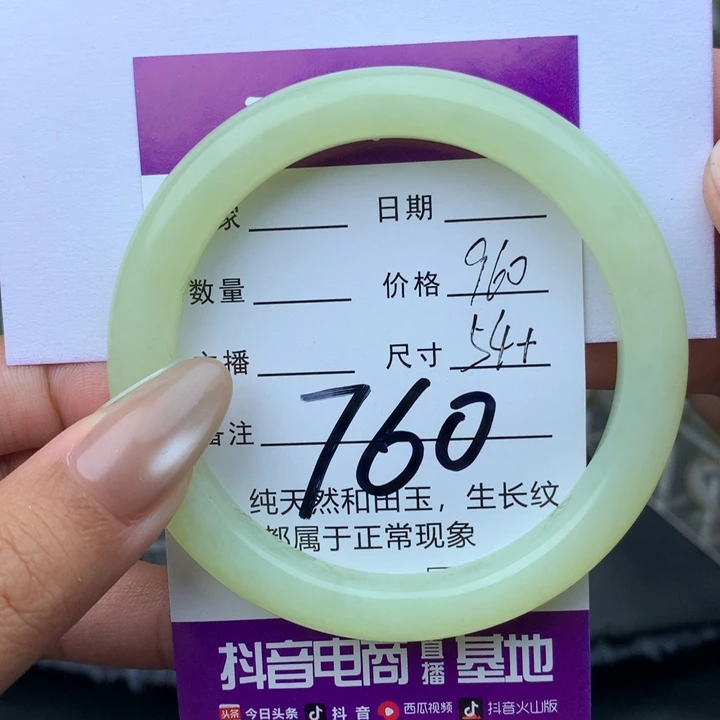 家 日期
数量 价格 960
主播 尺寸 54+
备注 760
纯天然和田玉，生长纹
都属于正常现象
抖音电商 直播 基地
头条 今日头条 抖音 西瓜视频 抖音火山版